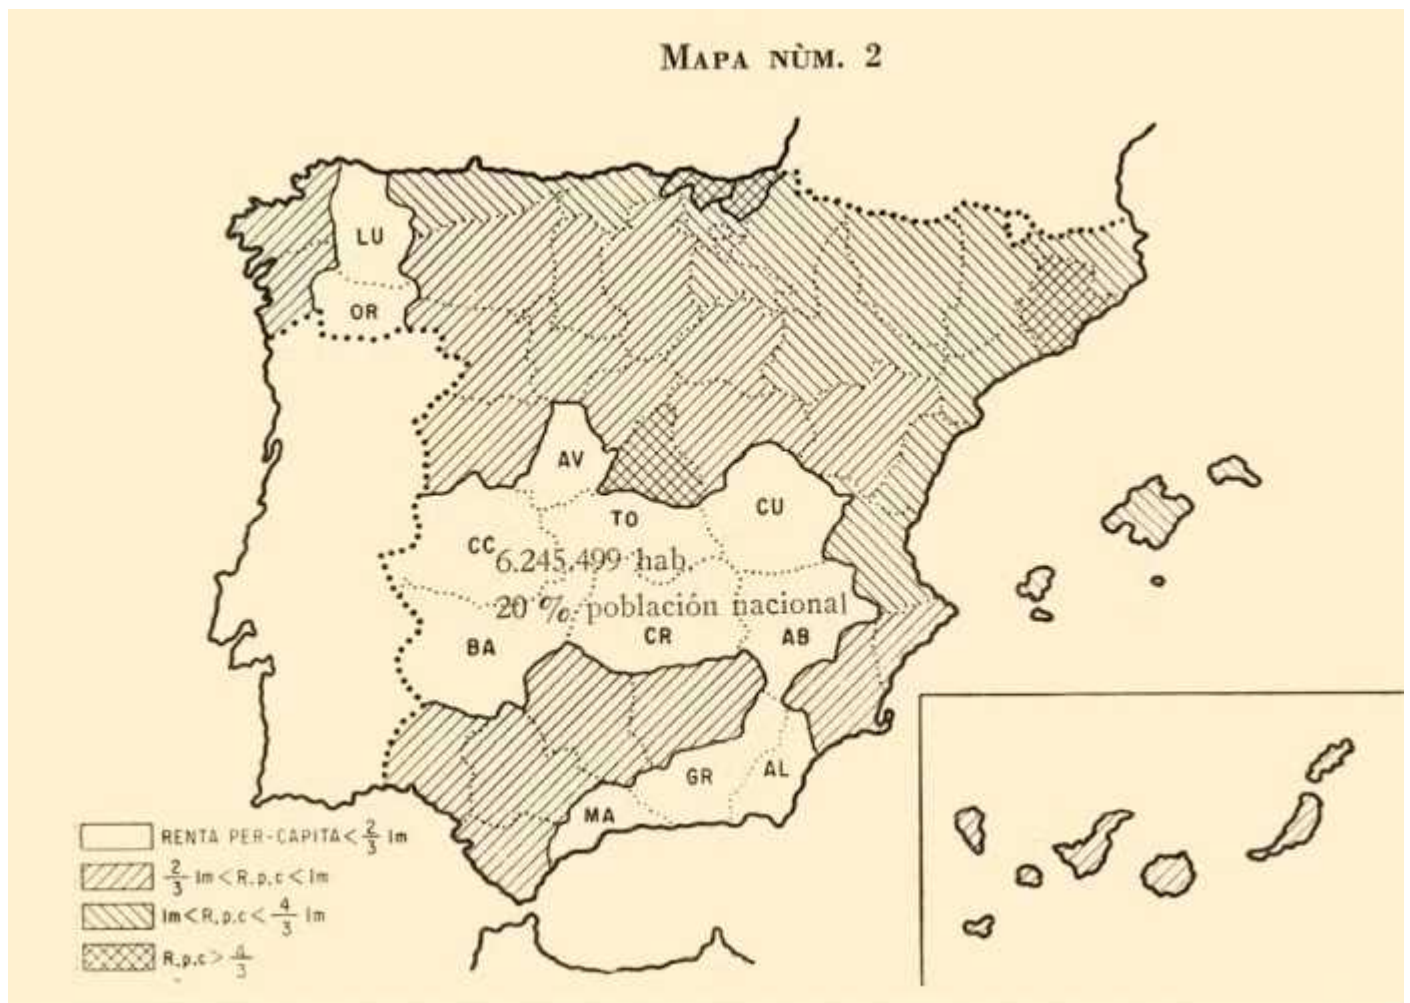 MAPA NÙM. 2
LU
OR
AV
TO
CU
CC
6.245.499 hab.
20 % población nacional
BA
CR
AB
GR
AL
MA
RENTA PER-CAPITA < 2/3 Im
2/3 Im < R.p.c < Im
Im < R.p.c < 4/3 Im
R.p.c > 4/3